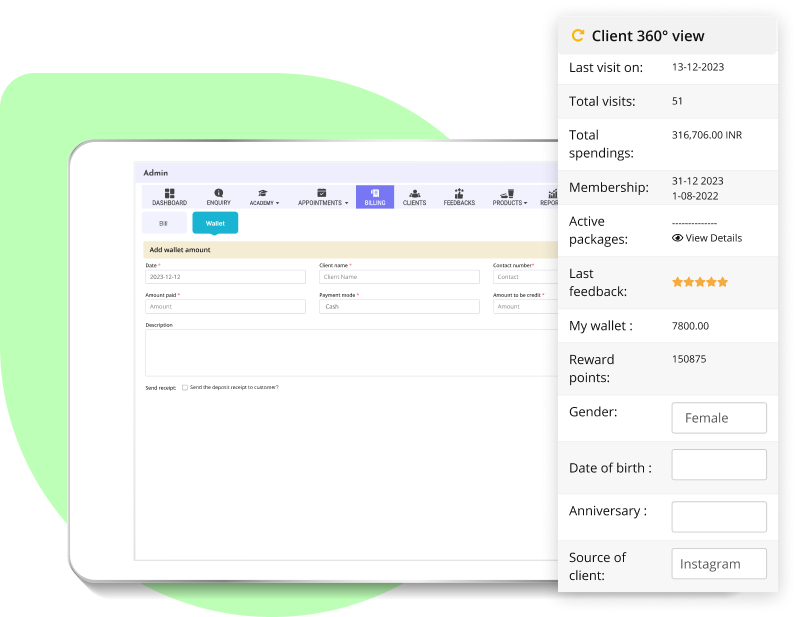 Admin
DASHBOARD ENQUIRY ACADEMY APPOINTMENTS BILLING CLIENTS FEEDBACKS PRODUCTS REPOR
Bill Wallet
Add wallet amount
Date * Client name * Contact number*
2023-12-12 Client Name Contact
Amount paid * Payment mode * Amount to be credit *
Amount Cash Amount
Description
Send receipt: Send the deposit receipt to customer?
Client 360° view
Last visit on: 13-12-2023
Total visits: 51
Total
spendings: 316,706.00 INR
Membership: 31-12 2023
1-08-2022
Active
packages: --------------
View Details
Last
feedback:
My wallet : 7800.00
Reward
points: 150875
Gender: Female
Date of birth :
Anniversary :
Source of
client: Instagram